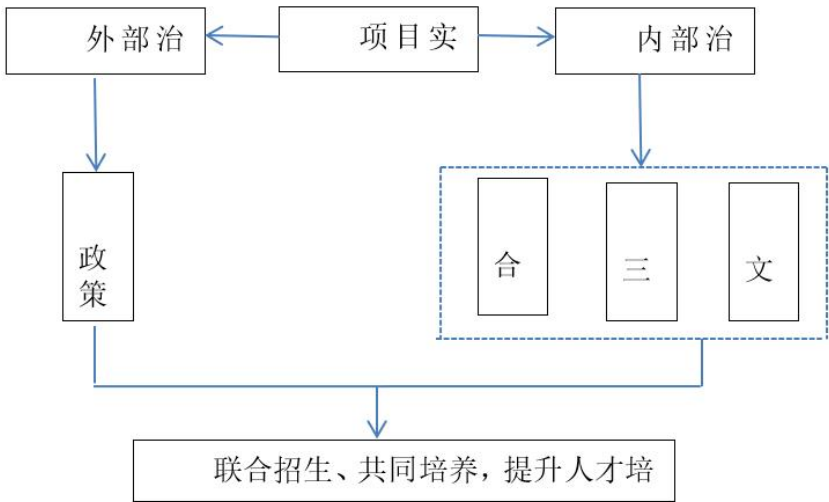 外部治
项目实
内部治
政
策
合
三
文
联合招生、共同培养，提升人才培